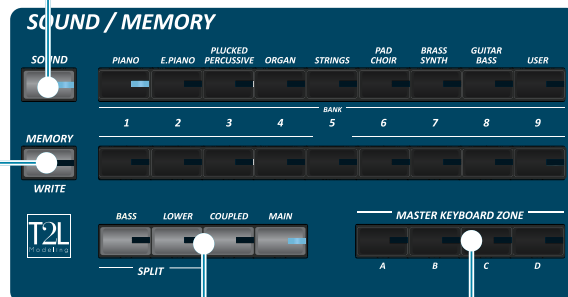 SOUND / MEMORY
SOUND
PIANO E.PIANO PLUCKED PERCUSSIVE ORGAN STRINGS PAD CHOIR BRASS SYNTH GUITAR BASS USER
BANK
1 2 3 4 5 6 7 8 9
MEMORY
WRITE
T2L
Modeling
BASS LOWER COUPLED MAIN
SPLIT
MASTER KEYBOARD ZONE
A B C D